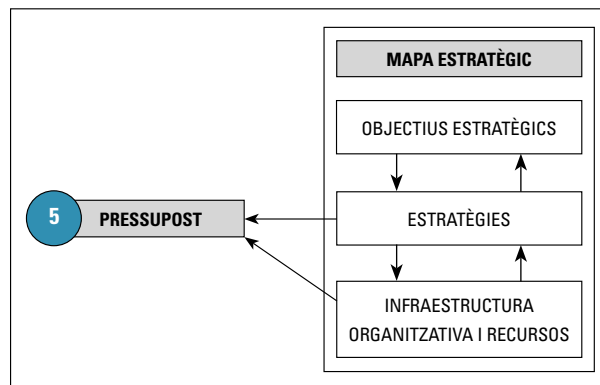 MAPA ESTRATÈGIC
OBJECTIUS ESTRATÈGICS
5 PRESSUPOST
ESTRATÈGIES
INFRAESTRUCTURA
ORGANITZATIVA I RECURSOS